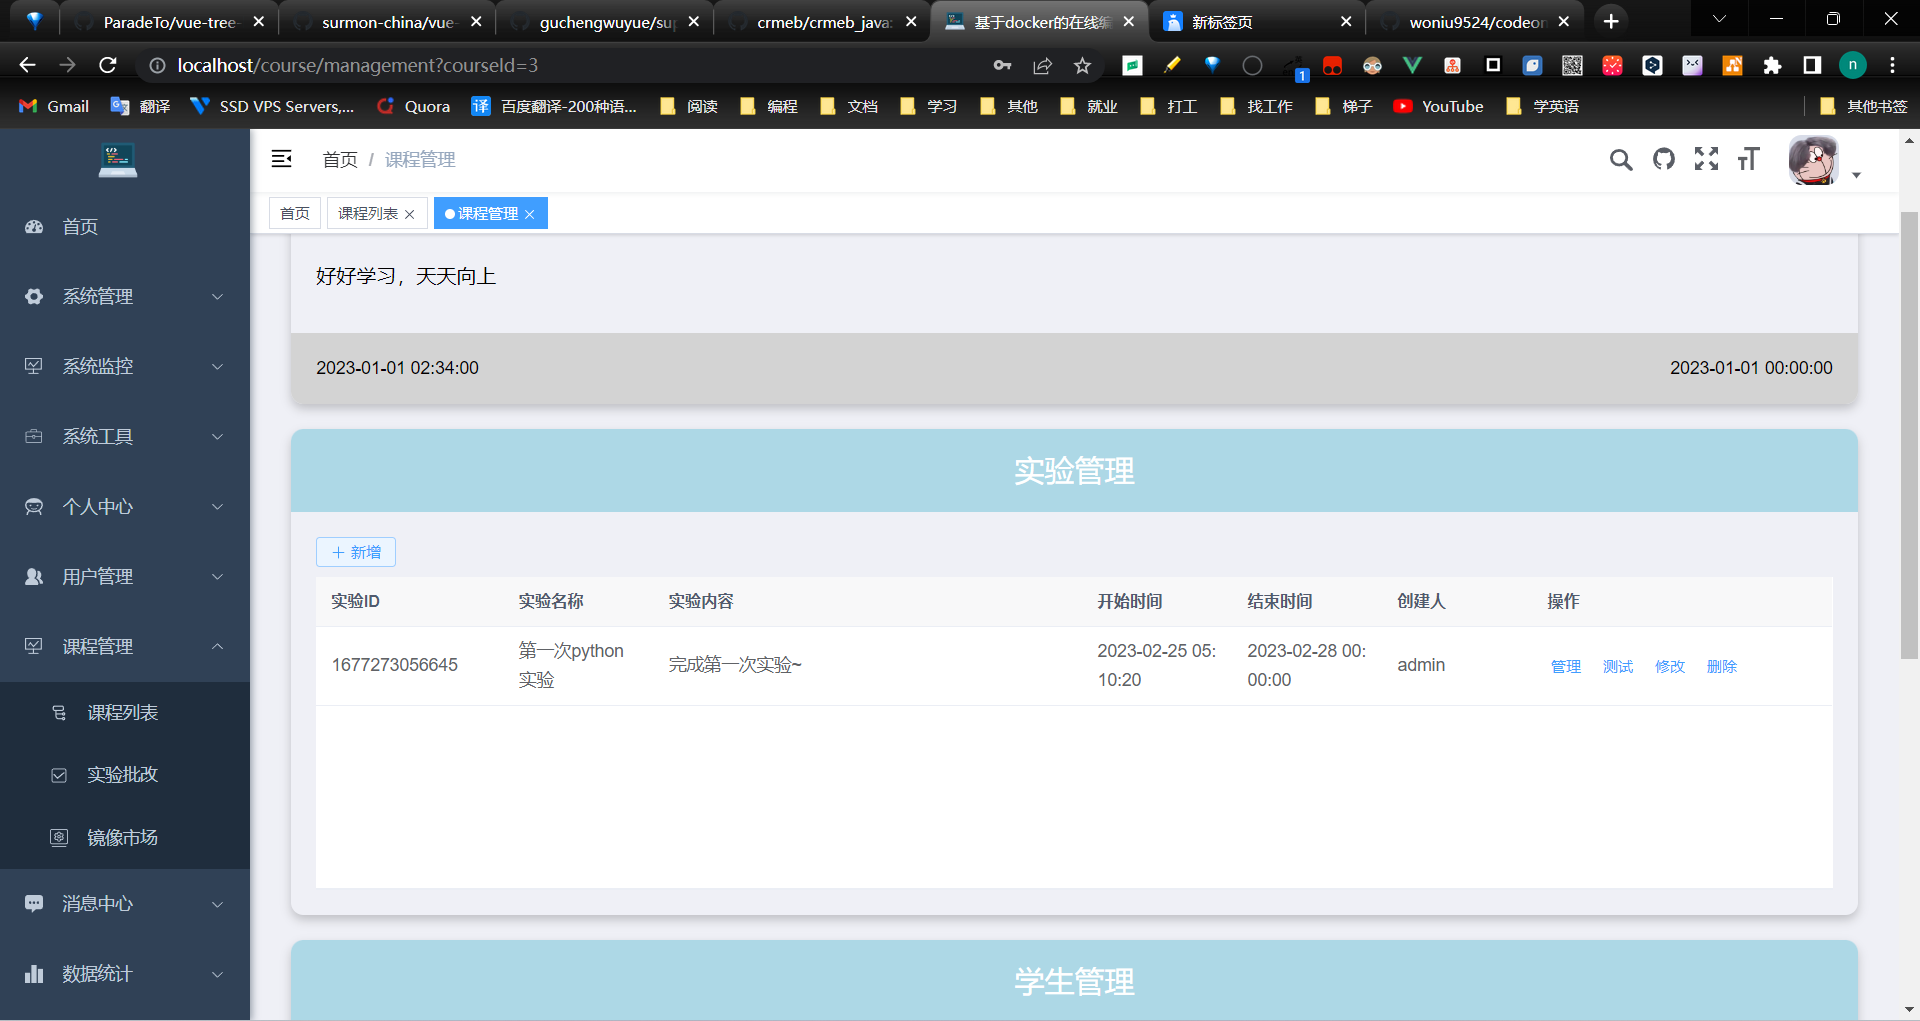 ParadeTo/vue-tree-
surmon-china/vue-
guchengwuyue/su
crmeb/crmeb_java:
基于docker的在线编
新标签页
woniu9524/codeon
localhost/course/management?courseId=3
1
n
Gmail
翻译
SSD VPS Servers,...
Quora
译 百度翻译-200种语...
阅读
编程
文档
学习
其他
就业
打工
找工作
梯子
YouTube
学英语
其他书签
首页 / 课程管理
首页
课程列表
课程管理
首页
系统管理
系统监控
系统工具
个人中心
用户管理
课程管理
课程列表
实验批改
镜像市场
消息中心
数据统计
好好学习，天天向上
2023-01-01 02:34:00
2023-01-01 00:00:00
实验管理
+ 新增
实验ID 实验名称 实验内容 开始时间 结束时间 创建人 操作
1677273056645 第一次python实验 完成第一次实验~ 2023-02-25 05:10:20 2023-02-28 00:00:00 admin 管理 测试 修改 删除
学生管理